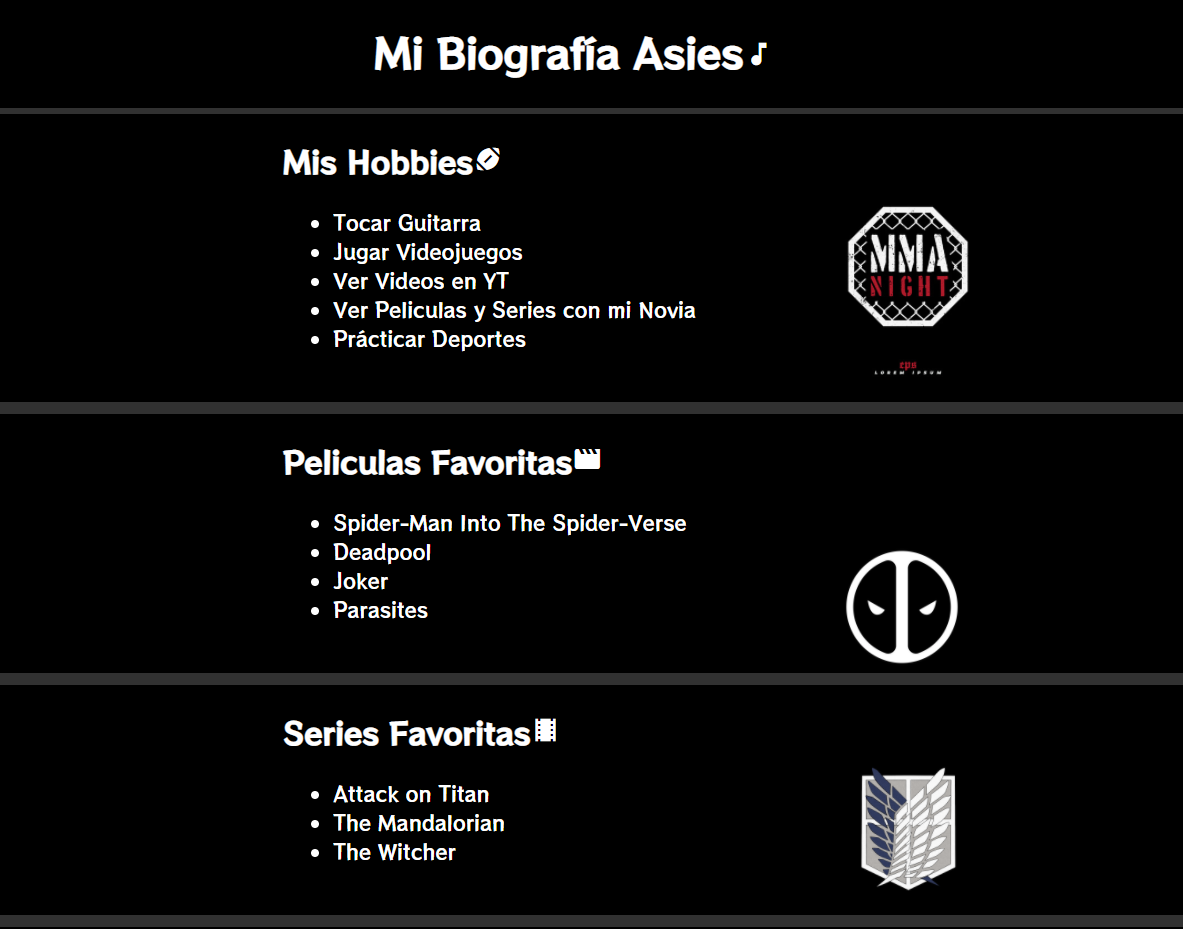 Mi Biografía Asies
Mis Hobbies
Tocar Guitarra
Jugar Videojuegos
Ver Videos en YT
Ver Peliculas y Series con mi Novia
Prácticar Deportes
MMA
NIGHT
eps
LOREM IPSUM
Peliculas Favoritas
Spider-Man Into The Spider-Verse
Deadpool
Joker
Parasites
Series Favoritas
Attack on Titan
The Mandalorian
The Witcher